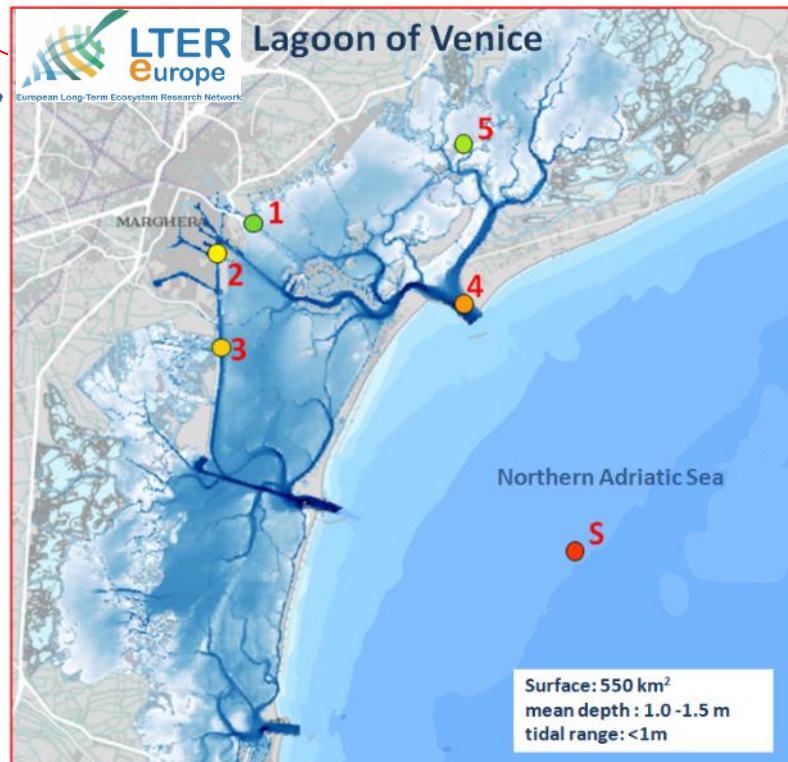 LTER
europe
European Long-Term Ecosystem Research Network
Lagoon of Venice
5
MARGHERA
1
2
4
3
Northern Adriatic Sea
S
Surface: 550 km²
mean depth : 1.0 -1.5 m
tidal range: <1m